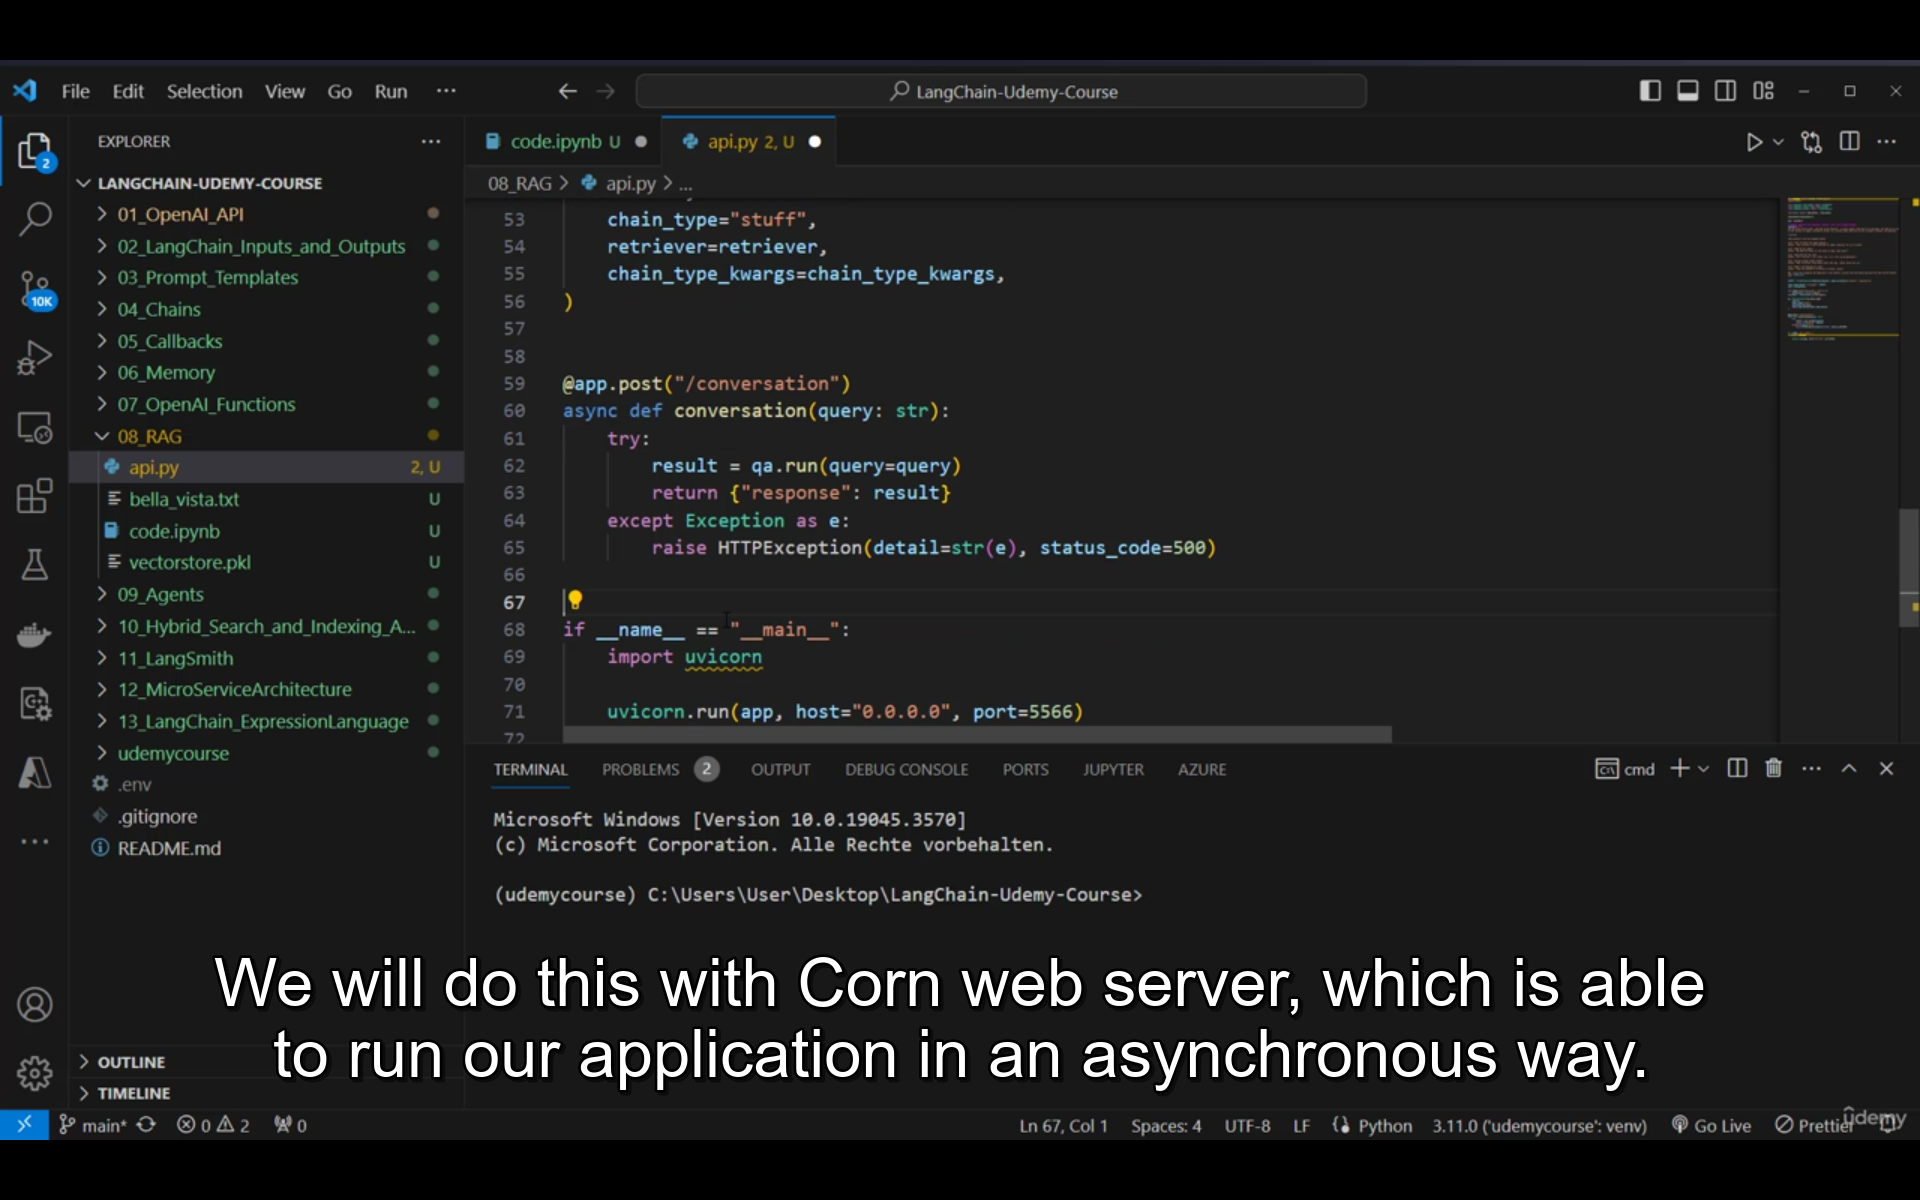 File Edit Selection View Go Run ... LangChain-Udemy-Course
EXPLORER
code.ipynb U
api.py 2, U
2
LANGCHAIN-UDEMY-COURSE
08_RAG > api.py > ...
01_OpenAI_API
02_LangChain_Inputs_and_Outputs
03_Prompt_Templates
10K
04_Chains
05_Callbacks
06_Memory
07_OpenAI_Functions
08_RAG
api.py 2, U
bella_vista.txt U
code.ipynb U
vectorstore.pkl U
09_Agents
10_Hybrid_Search_and_Indexing_A...
11_LangSmith
12_MicroServiceArchitecture
13_LangChain_ExpressionLanguage
udemycourse
.env
.gitignore
README.md
OUTLINE
TIMELINE
53 chain_type="stuff",
54 retriever=retriever,
55 chain_type_kwargs=chain_type_kwargs,
56 )
57
58
59 @app.post("/conversation")
60 async def conversation(query: str):
61 try:
62 result = qa.run(query=query)
63 return {"response": result}
64 except Exception as e:
65 raise HTTPException(detail=str(e), status_code=500)
66
67
68 if __name__ == "__main__":
69 import uvicorn
70
71 uvicorn.run(app, host="0.0.0.0", port=5566)
72
TERMINAL PROBLEMS 2 OUTPUT DEBUG CONSOLE PORTS JUPYTER AZURE cmd
Microsoft Windows [Version 10.0.19045.3570]
(c) Microsoft Corporation. Alle Rechte vorbehalten.
(udemycourse) C:\Users\User\Desktop\LangChain-Udemy-Course>
We will do this with Corn web server, which is able
to run our application in an asynchronous way.
main* 0 2 0 Ln 67, Col 1 Spaces: 4 UTF-8 LF Python 3.11.0 ('udemycourse': venv) Go Live Prettier
udemy